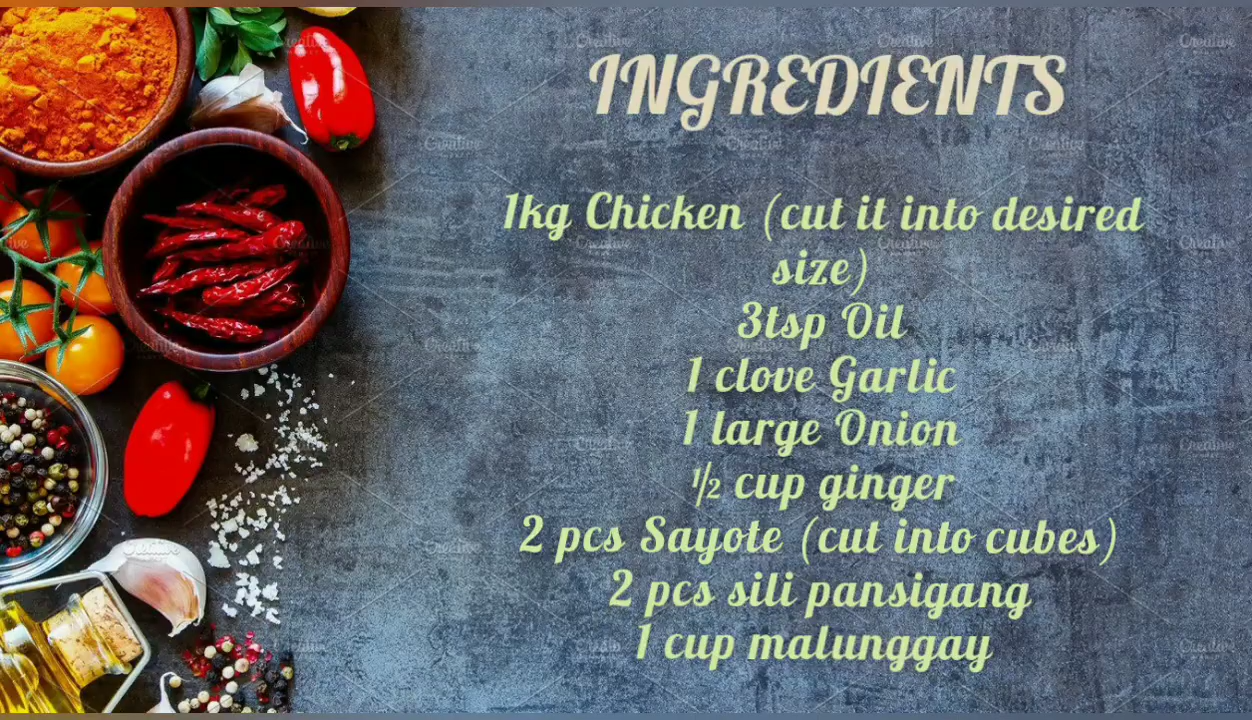 INGREDIENTS
1kg Chicken (cut it into desired
size)
3tsp Oil
1 clove Garlic
1 large Onion
½ cup ginger
2 pcs Sayote (cut into cubes)
2 pcs sili pansigang
1 cup malunggay